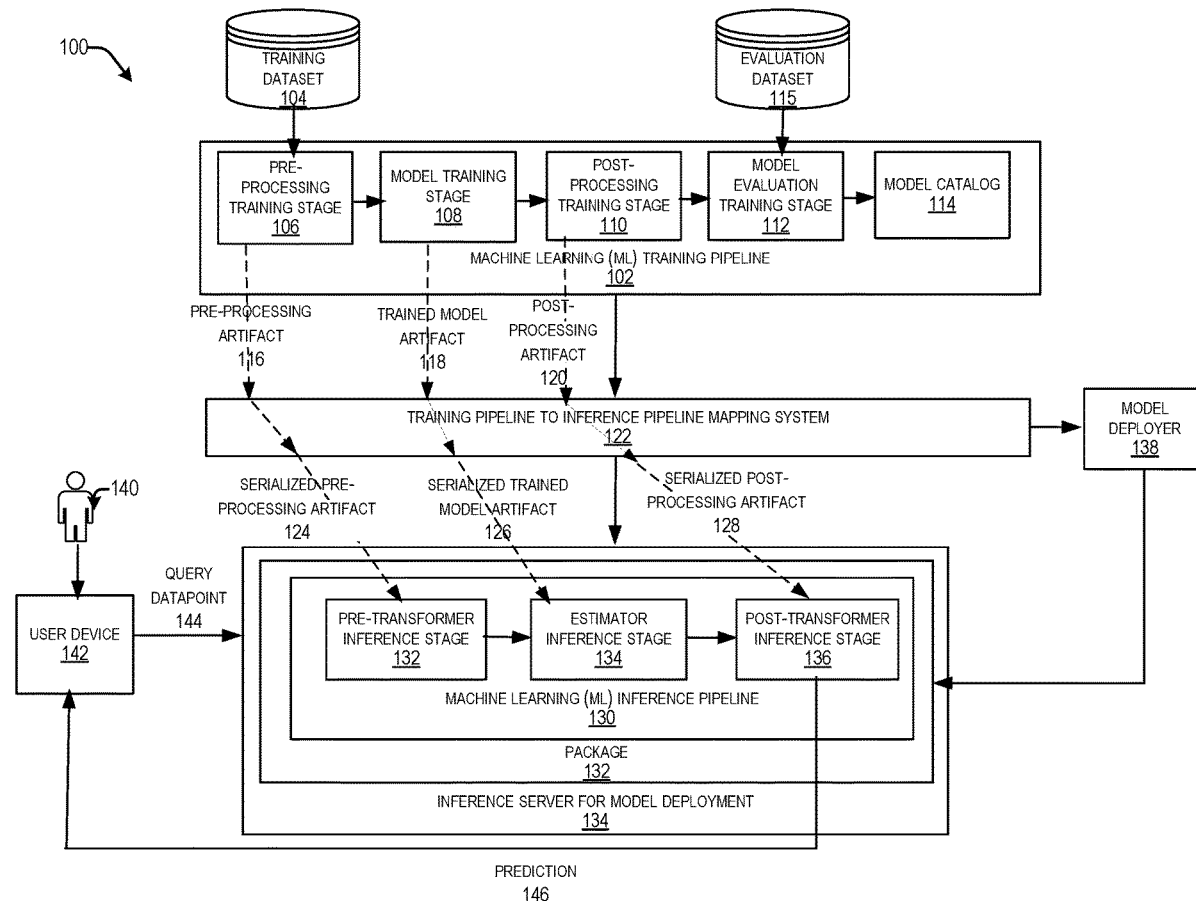 100
TRAINING
DATASET
104
EVALUATION
DATASET
115
PRE-
PROCESSING
TRAINING STAGE
106
MODEL TRAINING
STAGE
108
POST-
PROCESSING
TRAINING STAGE
110
MODEL
EVALUATION
TRAINING STAGE
112
MODEL CATALOG
114
MACHINE LEARNING (ML) TRAINING PIPELINE
102
PRE-PROCESSING
ARTIFACT
116
TRAINED MODEL
ARTIFACT
118
POST-
PROCESSING
ARTIFACT
120
TRAINING PIPELINE TO INFERENCE PIPELINE MAPPING SYSTEM
122
MODEL
DEPLOYER
138
140
SERIALIZED PRE-
PROCESSING ARTIFACT
124
SERIALIZED TRAINED
MODEL ARTIFACT
126
SERIALIZED POST-
PROCESSING ARTIFACT
128
USER DEVICE
142
QUERY
DATAPOINT
144
PRE-TRANSFORMER
INFERENCE STAGE
132
ESTIMATOR
INFERENCE STAGE
134
POST-TRANSFORMER
INFERENCE STAGE
136
MACHINE LEARNING (ML) INFERENCE PIPELINE
130
PACKAGE
132
INFERENCE SERVER FOR MODEL DEPLOYMENT
134
PREDICTION
146